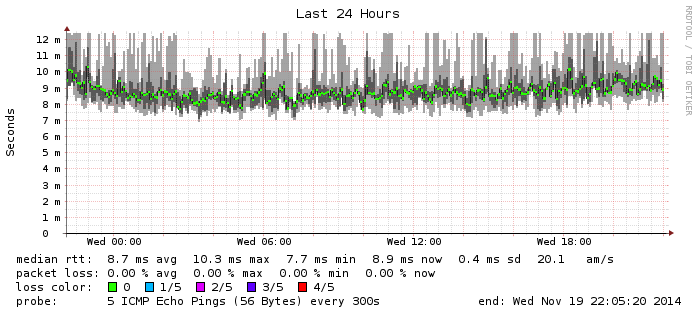 Last 24 Hours
RRDTOOL / TOBI OETIKER
Seconds
12 m
11 m
10 m
9 m
8 m
7 m
6 m
5 m
4 m
3 m
2 m
1 m
0
Wed 00:00 Wed 06:00 Wed 12:00 Wed 18:00
median rtt: 8.7 ms avg 10.3 ms max 7.7 ms min 8.9 ms now 0.4 ms sd 20.1 am/s
packet loss: 0.00 % avg 0.00 % max 0.00 % min 0.00 % now
loss color: 0 1/5 2/5 3/5 4/5
probe: 5 ICMP Echo Pings (56 Bytes) every 300s end: Wed Nov 19 22:05:20 2014